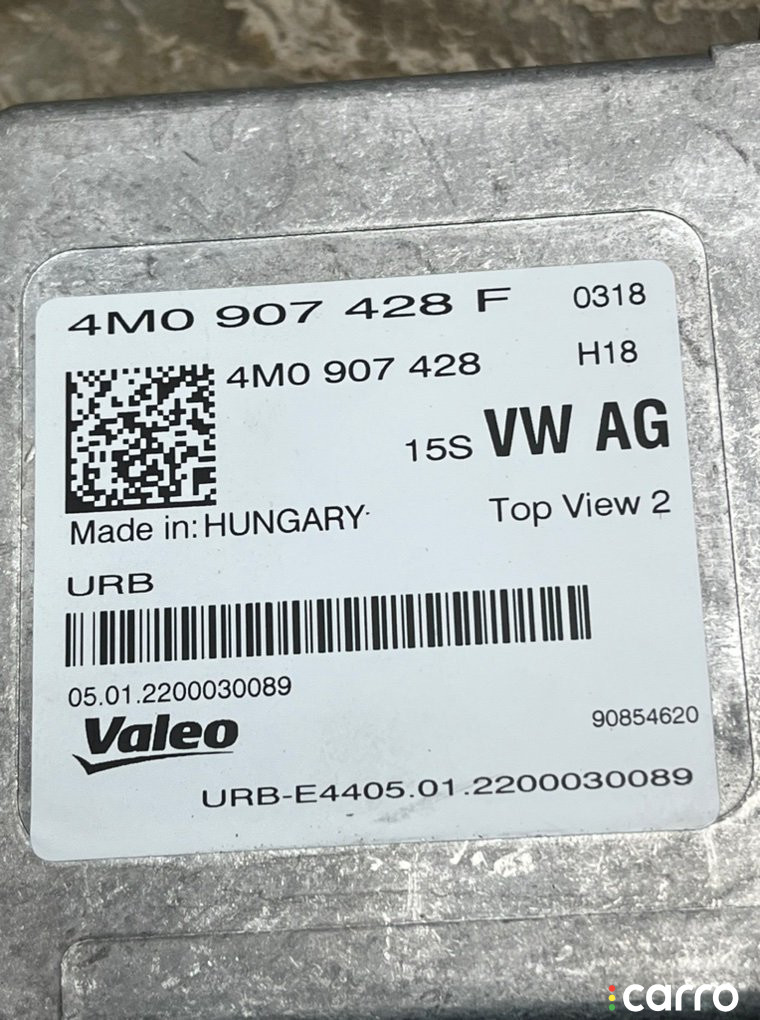 4M0 907 428 F 0318
4M0 907 428 H18
15S VW AG
Made in: HUNGARY Top View 2
URB
05.01.2200030089
Valeo 90854620
URB-E4405.01.2200030089
carro